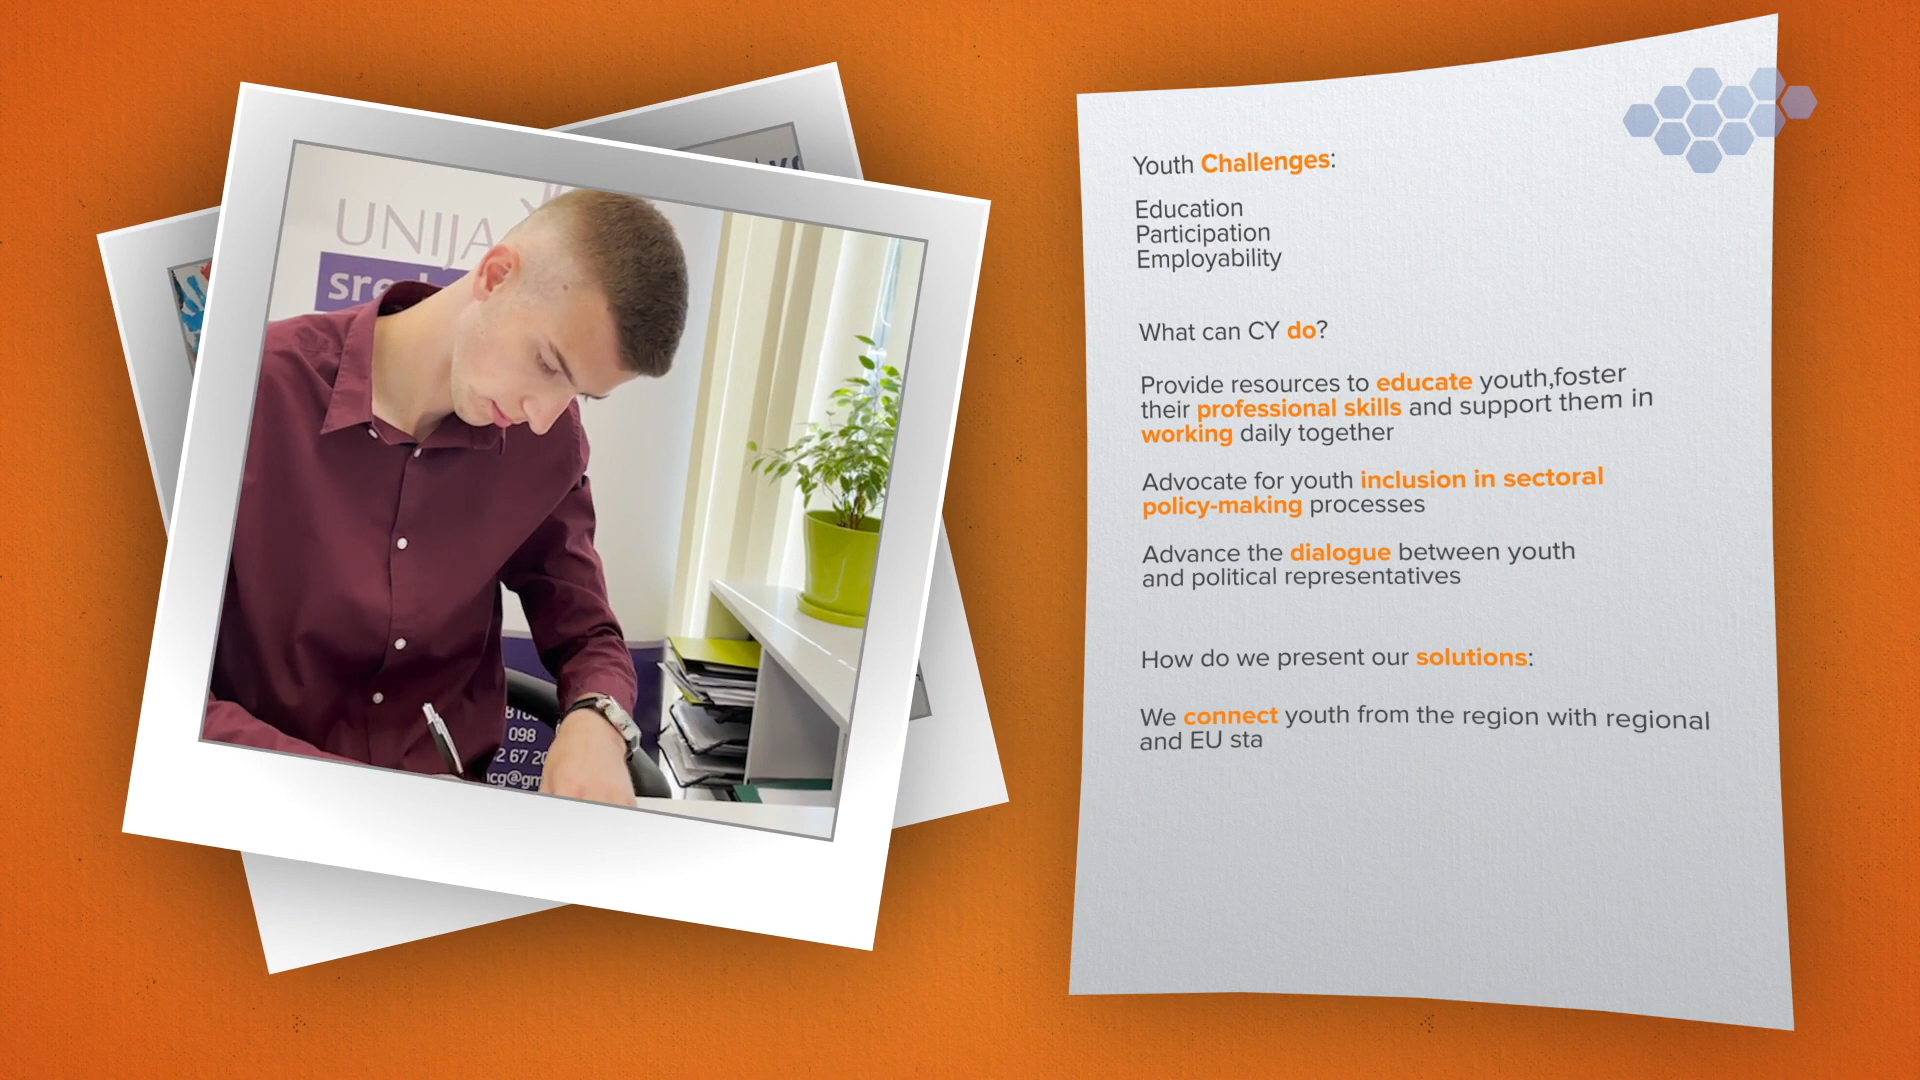 UNIJA
Youth Challenges:
Education
Participation
Employability
What can CY do?
Provide resources to educate youth,foster
their professional skills and support them in
working daily together
Advocate for youth inclusion in sectoral
policy-making processes
Advance the dialogue between youth
and political representatives
How do we present our solutions:
We connect youth from the region with regional
and EU sta
098
2 67 20
cg@gm